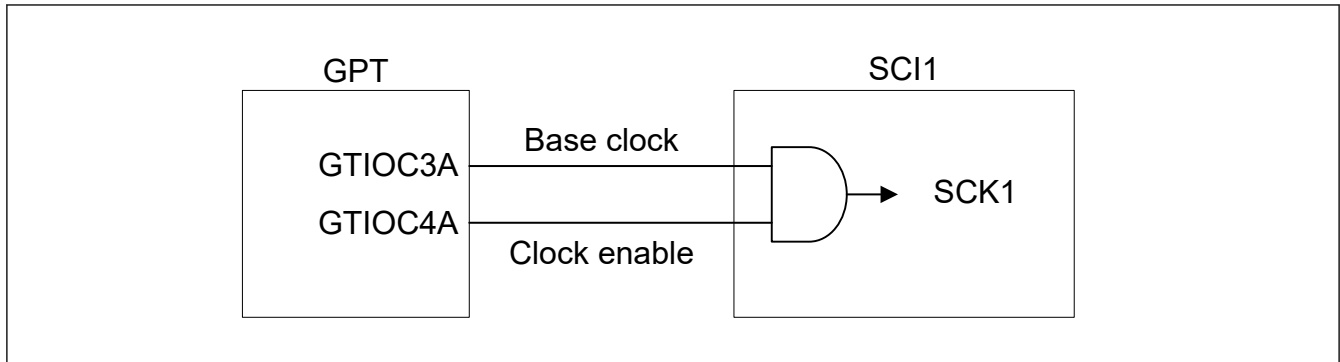 GPT
SCI1
GTIOC3A
Base clock
SCK1
GTIOC4A
Clock enable